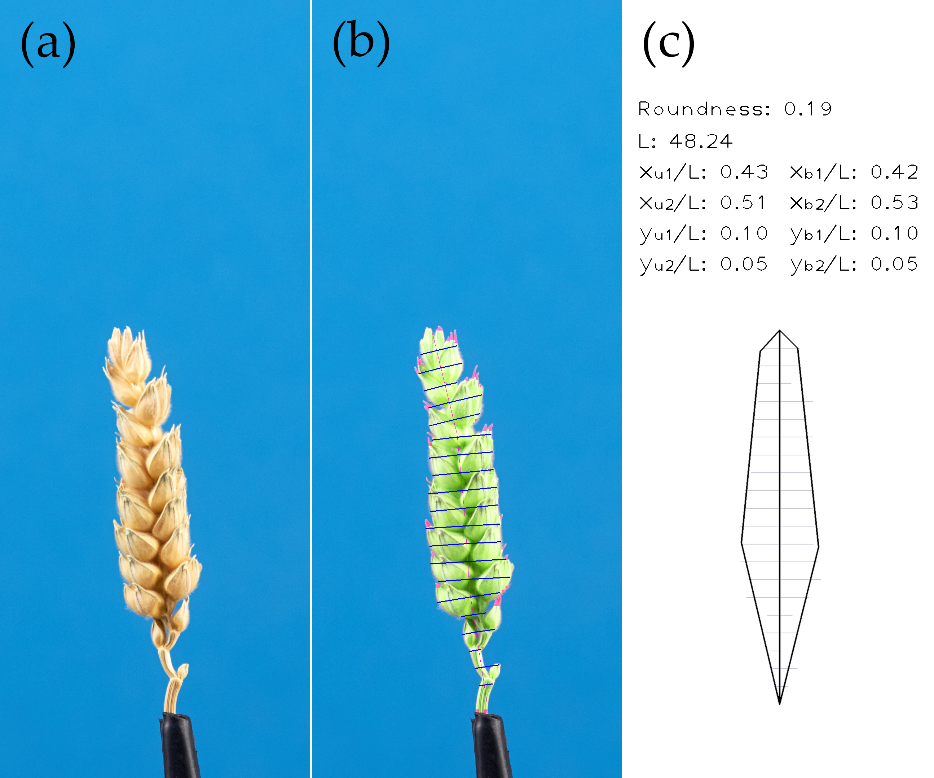 (a) (b) (c)
Roundness: 0.19
L: 48.24
xu1/L: 0.43 xb1/L: 0.42
xu2/L: 0.51 xb2/L: 0.53
yu1/L: 0.10 yb1/L: 0.10
yu2/L: 0.05 yb2/L: 0.05